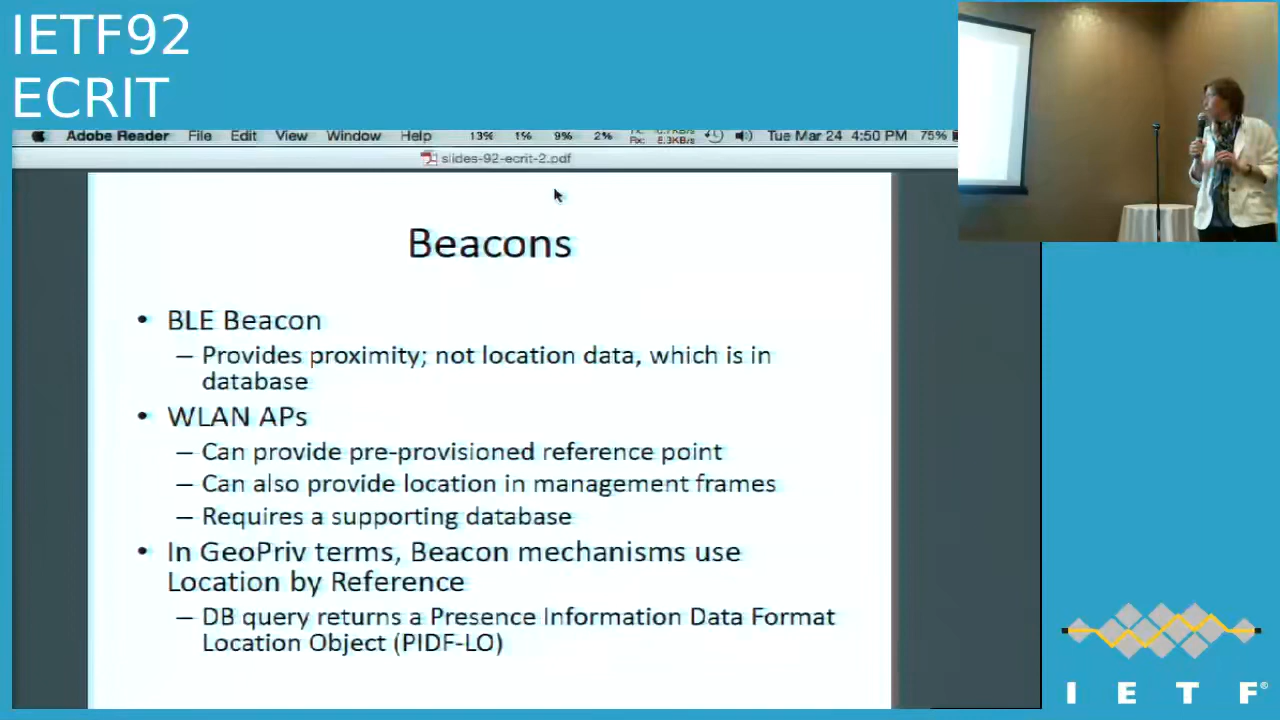 IETF92
ECRIT
Adobe Reader File Edit View Window Help 13% 1% 9% 2% Rx: 8.3KB/s Tue Mar 24 4:50 PM 75%
slides-92-ecrit-2.pdf
Beacons
• BLE Beacon
– Provides proximity; not location data, which is in
database
• WLAN APs
– Can provide pre-provisioned reference point
– Can also provide location in management frames
– Requires a supporting database
• In GeoPriv terms, Beacon mechanisms use
Location by Reference
– DB query returns a Presence Information Data Format
Location Object (PIDF-LO)
I E T F®